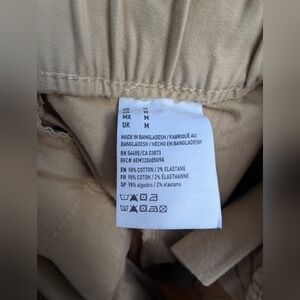 MX M
UK M
MADE IN BANGLADESH / FABRIQUÉ AU
BANGLADESH / HECHO EN BANGLADESH
RN 54485/CA 03873
EN 98% COTTON / 2% ELASTANE
FR 98% COTON / 2% ÉLASTHANNE
SP 98% algodón / 2% elastano